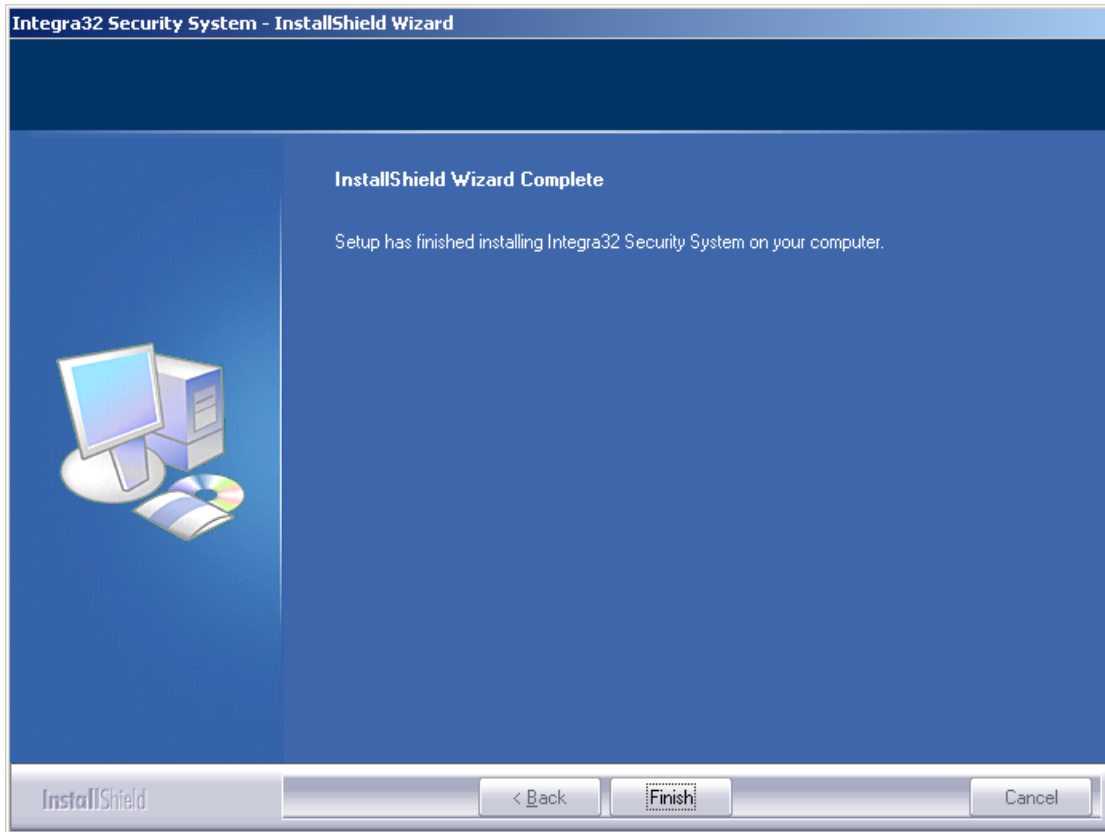 Integra32 Security System - InstallShield Wizard
InstallShield Wizard Complete
Setup has finished installing Integra32 Security System on your computer.
InstallShield
< Back
Finish
Cancel